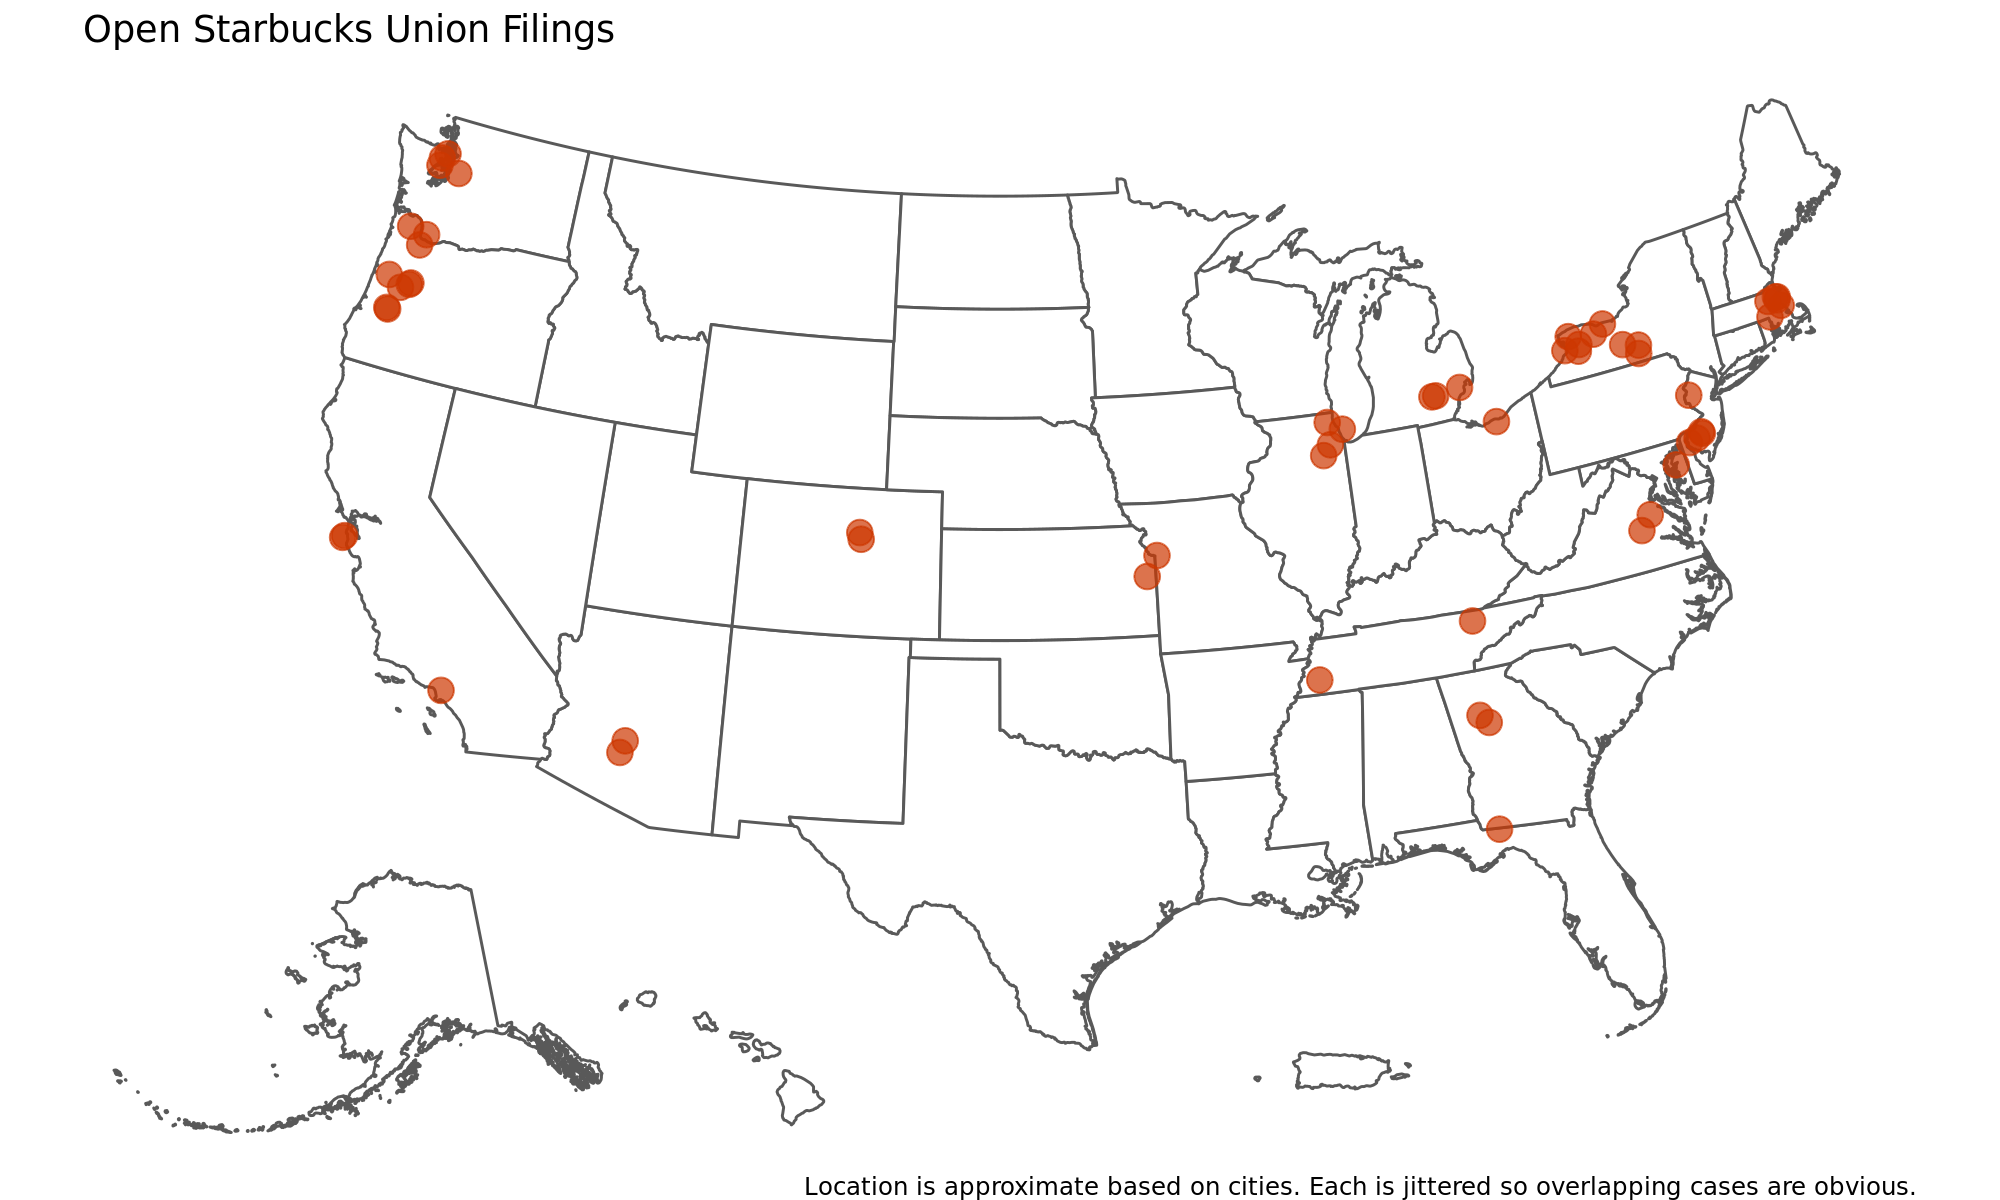 Open Starbucks Union Filings
Location is approximate based on cities. Each is jittered so overlapping cases are obvious.